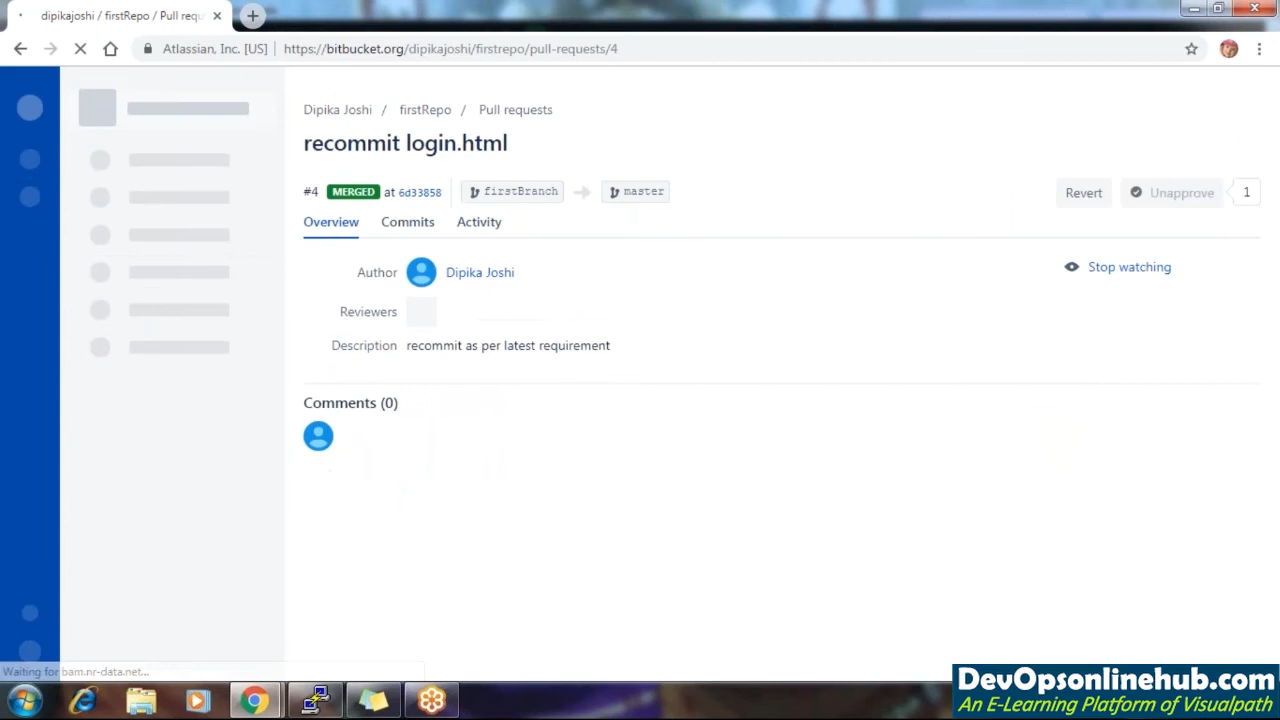 dipikajoshi / firstRepo / Pull requ
Atlassian, Inc. [US] https://bitbucket.org/dipikajoshi/firstrepo/pull-requests/4
Dipika Joshi / firstRepo / Pull requests
recommit login.html
#4 MERGED at 6d33858 firstBranch master Revert Unapprove 1
Overview Commits Activity
Author Dipika Joshi Stop watching
Reviewers
Description recommit as per latest requirement
Comments (0)
Waiting for bam.nr-data.net...
DevOpsonlinehub.com
An E-Learning Platform of Visualpath